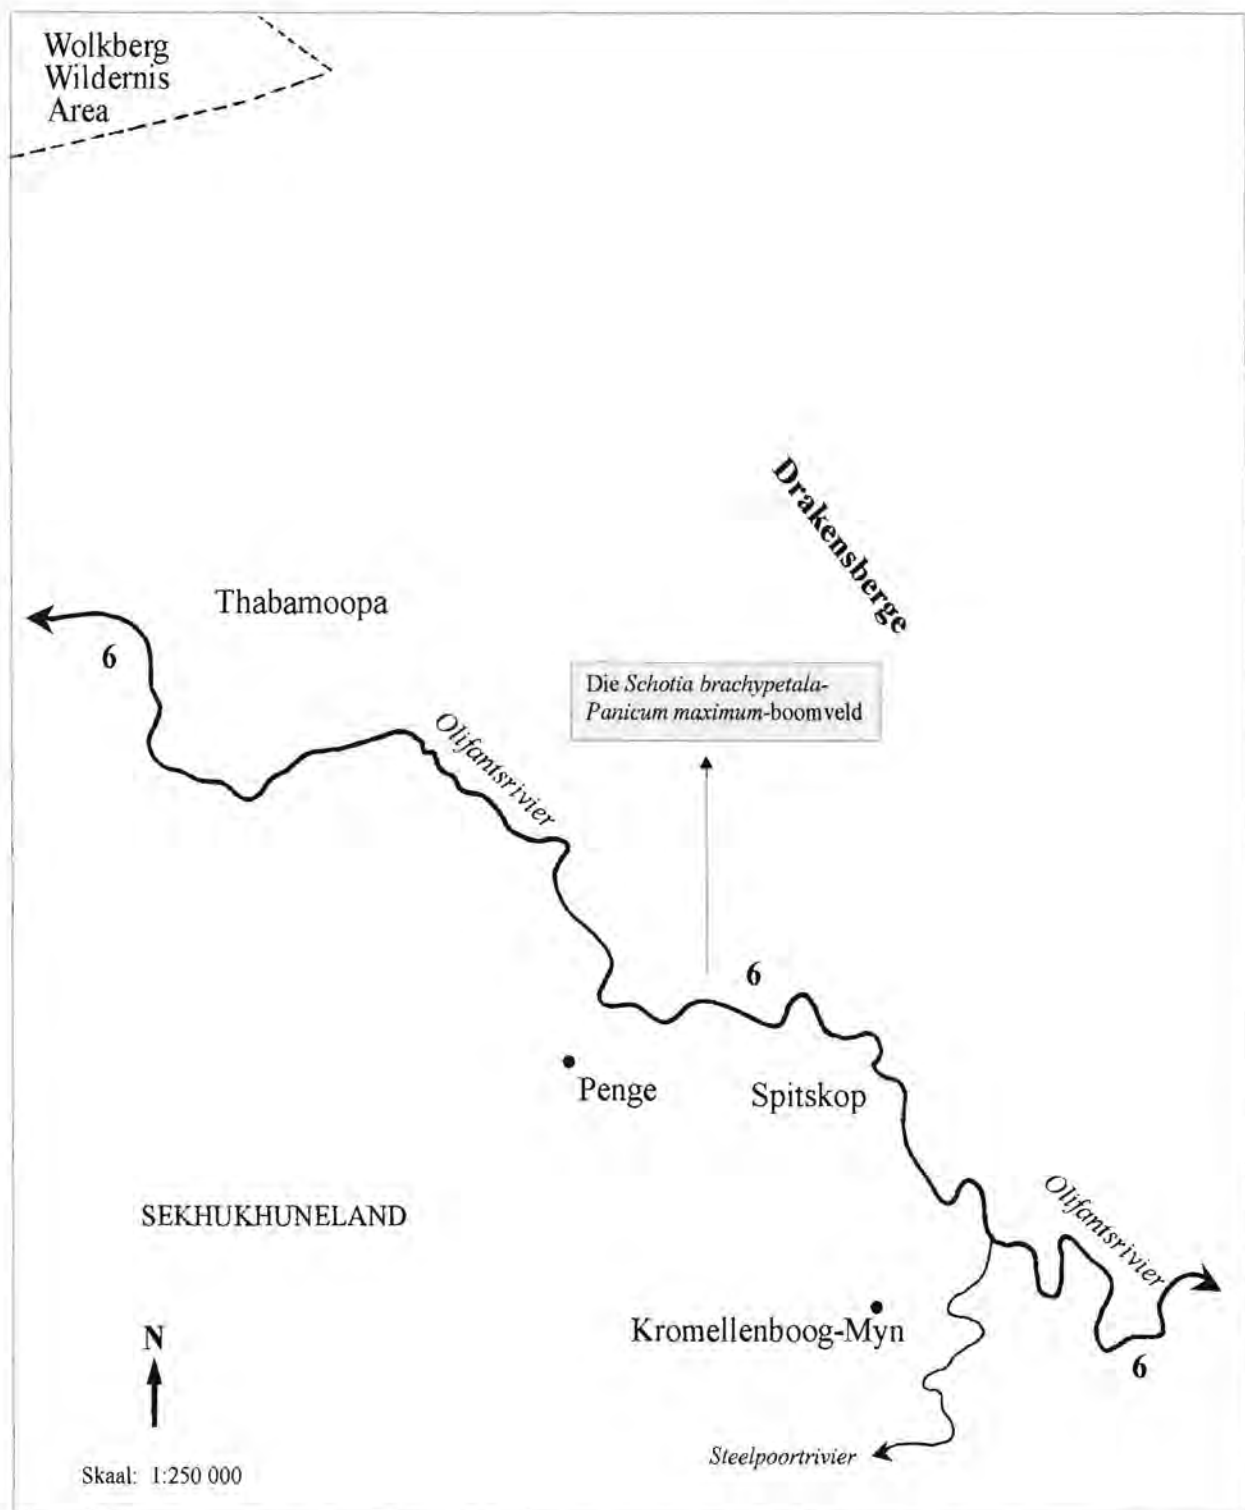 Wolkberg
Wildernis
Area
Drakensberge
Thabamoopa
6
Die Schotia brachypetala-
Panicum maximum-boomveld
Olifantsrivier
6
Penge
Spitskop
SEKHUKHUNELAND
Olifantsrivier
Kromellenboog-Myn
N
6
Steelpoortrivier
Skaal: 1:250 000